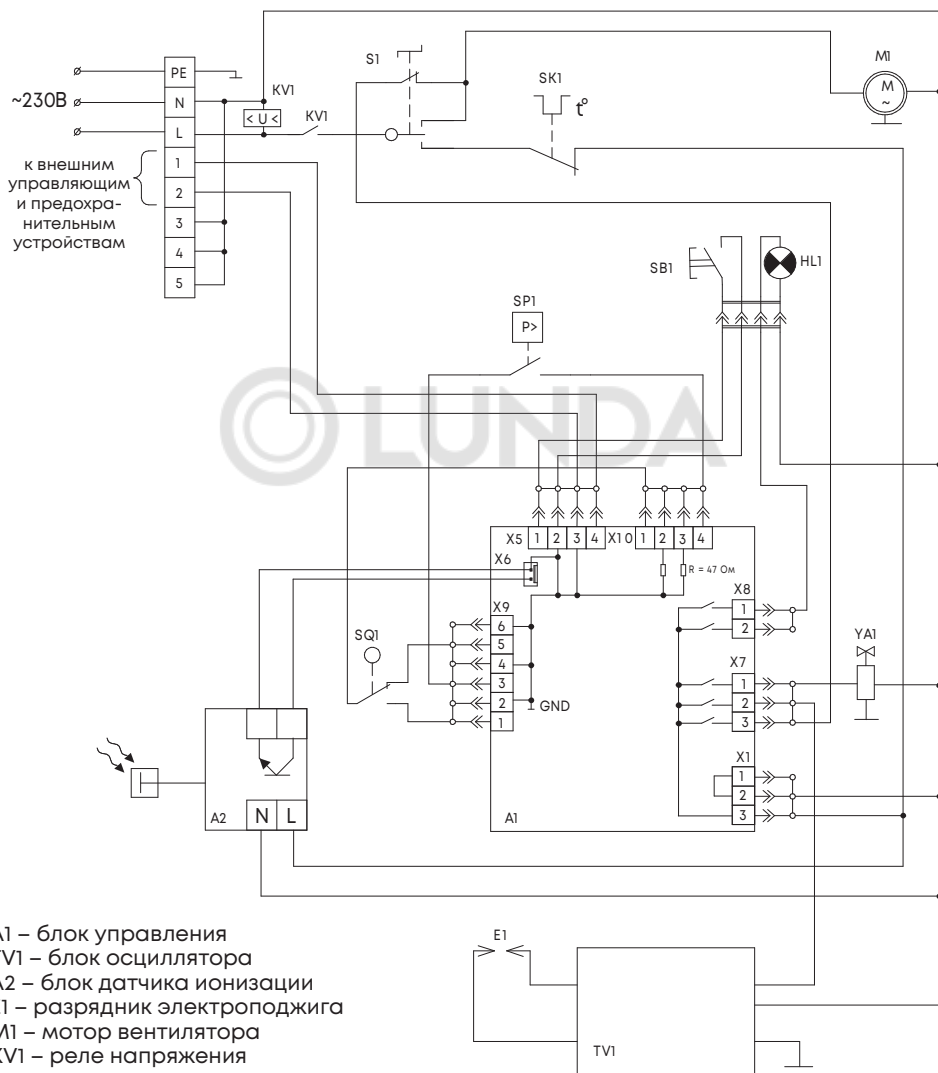 PE
~230В
N
L
1
2
3
4
5
к внешним
управляющим
и предохра-
нительным
устройствам
KV1
< U <
KV1
S1
SK1
t°
M1
M
~
SB1
HL1
SP1
P>
LUNDA
X5 1 2 3 4 X10 1 2 3 4
X6
R = 47 Ом
X9
6
5
4
3
2
1
GND
X8
1
2
X7
1
2
3
X1
1
2
3
A1
YA1
SQ1
A2
N L
E1
TV1
A1 – блок управления
TV1 – блок осциллятора
A2 – блок датчика ионизации
E1 – разрядник электроподжига
M1 – мотор вентилятора
KV1 – реле напряжения